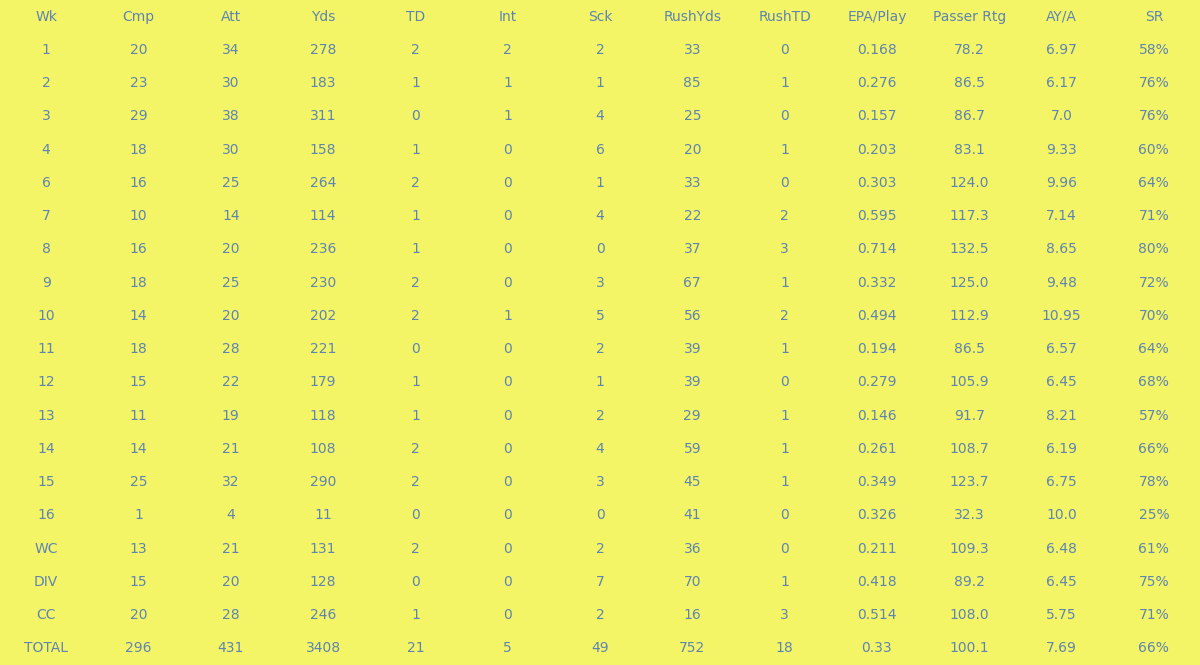 Wk Cmp Att Yds TD Int Sck RushYds RushTD EPA/Play Passer Rtg AY/A SR
1 20 34 278 2 2 2 33 0 0.168 78.2 6.97 58%
2 23 30 183 1 1 1 85 1 0.276 86.5 6.17 76%
3 29 38 311 0 1 4 25 0 0.157 86.7 7.0 76%
4 18 30 158 1 0 6 20 1 0.203 83.1 9.33 60%
6 16 25 264 2 0 1 33 0 0.303 124.0 9.96 64%
7 10 14 114 1 0 4 22 2 0.595 117.3 7.14 71%
8 16 20 236 1 0 0 37 3 0.714 132.5 8.65 80%
9 18 25 230 2 0 3 67 1 0.332 125.0 9.48 72%
10 14 20 202 2 1 5 56 2 0.494 112.9 10.95 70%
11 18 28 221 0 0 2 39 1 0.194 86.5 6.57 64%
12 15 22 179 1 0 1 39 0 0.279 105.9 6.45 68%
13 11 19 118 1 0 2 29 1 0.146 91.7 8.21 57%
14 14 21 108 2 0 4 59 1 0.261 108.7 6.19 66%
15 25 32 290 2 0 3 45 1 0.349 123.7 6.75 78%
16 1 4 11 0 0 0 41 0 0.326 32.3 10.0 25%
WC 13 21 131 2 0 2 36 0 0.211 109.3 6.48 61%
DIV 15 20 128 0 0 7 70 1 0.418 89.2 6.45 75%
CC 20 28 246 1 0 2 16 3 0.514 108.0 5.75 71%
TOTAL 296 431 3408 21 5 49 752 18 0.33 100.1 7.69 66%